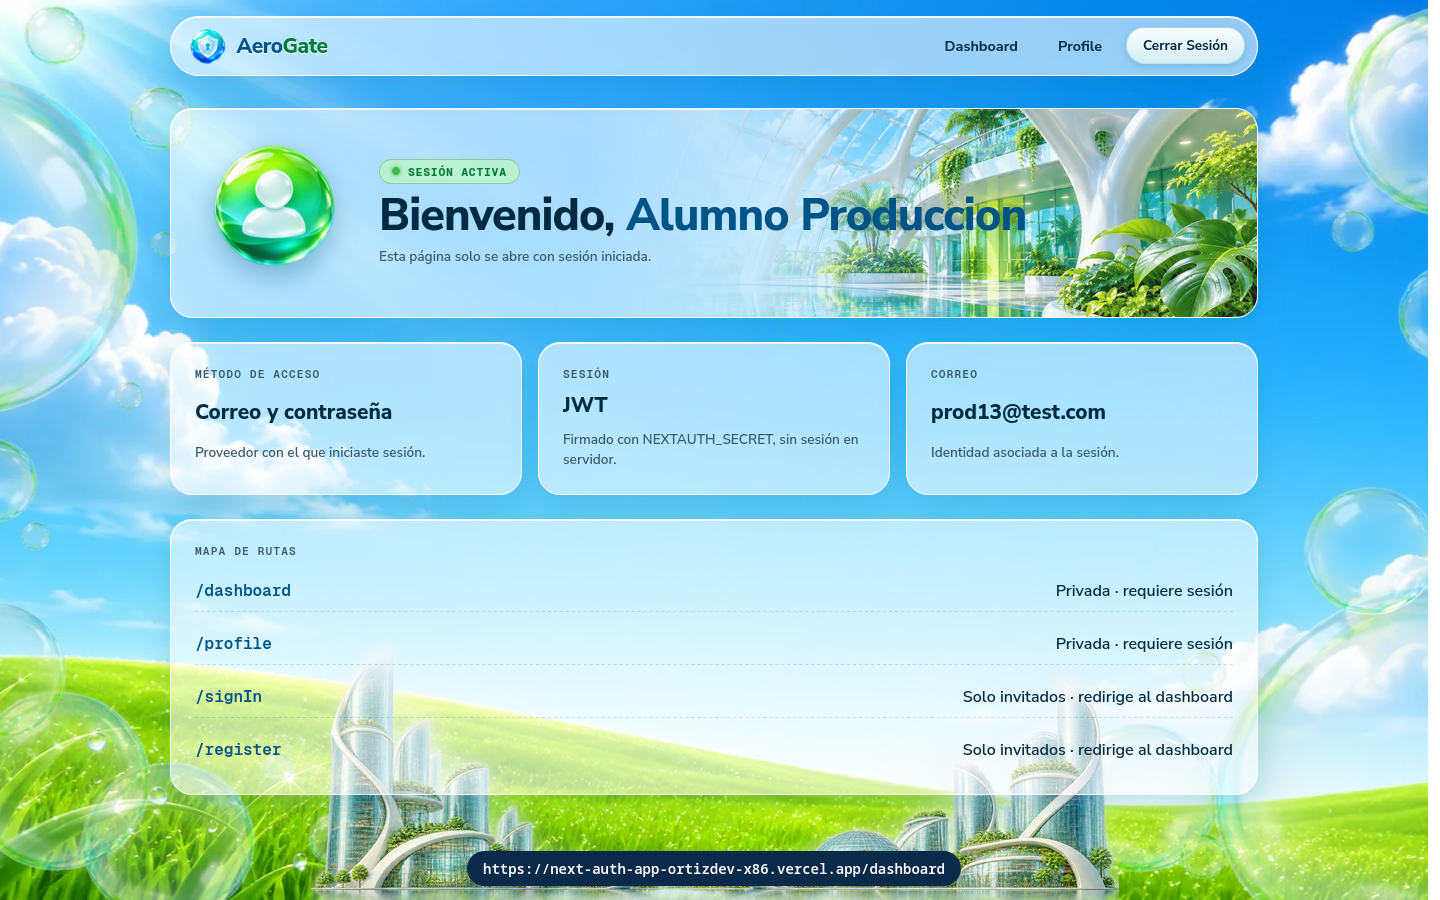 AeroGate
Dashboard
Profile
Cerrar Sesión
SESIÓN ACTIVA
Bienvenido, Alumno Produccion
Esta página solo se abre con sesión iniciada.
MÉTODO DE ACCESO
Correo y contraseña
Proveedor con el que iniciaste sesión.
SESIÓN
JWT
Firmado con NEXTAUTH_SECRET, sin sesión en
servidor.
CORREO
prod13@test.com
Identidad asociada a la sesión.
MAPA DE RUTAS
/dashboard
Privada · requiere sesión
/profile
Privada · requiere sesión
/signIn
Solo invitados · redirige al dashboard
/register
Solo invitados · redirige al dashboard
https://next-auth-app-ortizdev-x86.vercel.app/dashboard